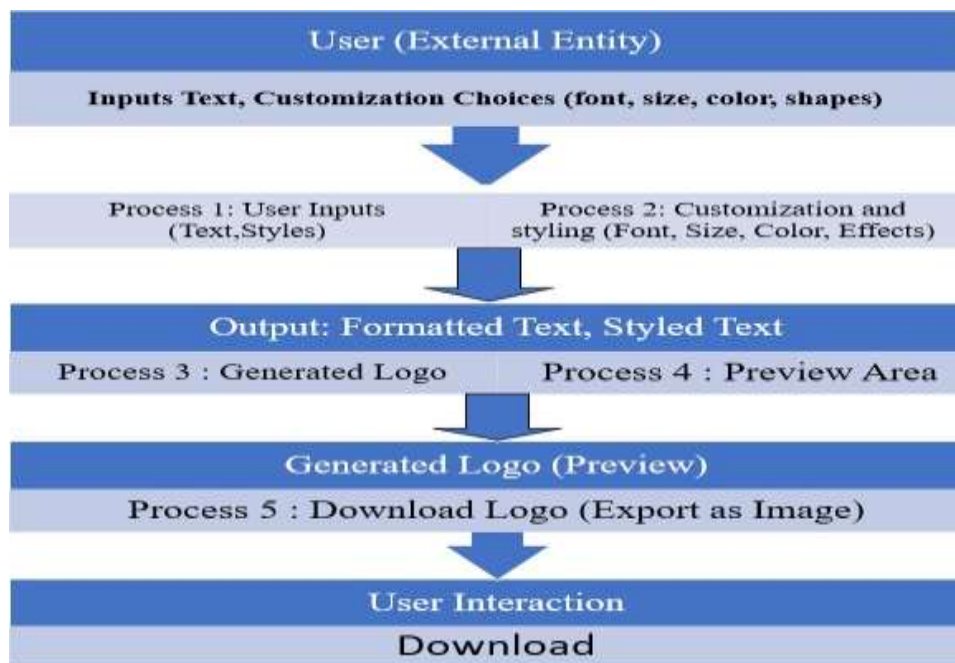 User (External Entity)
Inputs Text, Customization Choices (font, size, color, shapes)
Process 1: User Inputs
(Text,Styles)
Process 2: Customization and
styling (Font, Size, Color, Effects)
Output: Formatted Text, Styled Text
Process 3 : Generated Logo
Process 4 : Preview Area
Generated Logo (Preview)
Process 5 : Download Logo (Export as Image)
User Interaction
Download